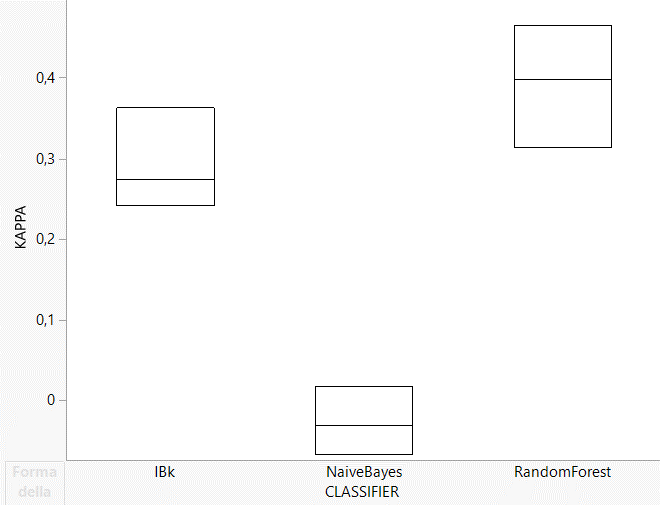 KAPPA
0,4
0,3
0,2
0,1
0
Forma
della
IBk
NaiveBayes
RandomForest
CLASSIFIER